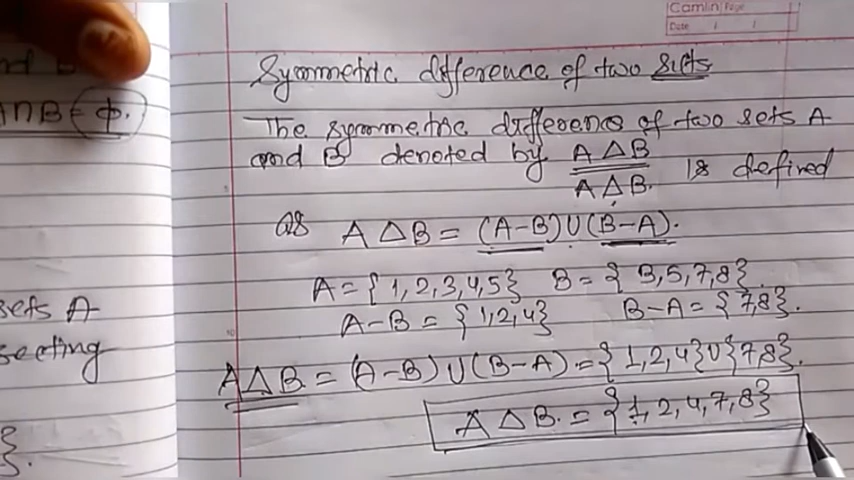 Camlin Page
Date / /
A∩B = ϕ.
sets A
secting
}.
Symmetric difference of two sets
The symmetric difference of two sets A
and B denoted by A △ B is defined
A △ B.
as A △ B = (A-B) ∪ (B-A).
A = { 1, 2, 3, 4, 5 } B = { 3, 5, 7, 8 }.
A-B = { 1, 2, 4 } B-A = { 7, 8 }.
A △ B. = (A-B) ∪ (B-A) = { 1, 2, 4 } ∪ { 7, 8 }.
A △ B. = { 1, 2, 4, 7, 8 }